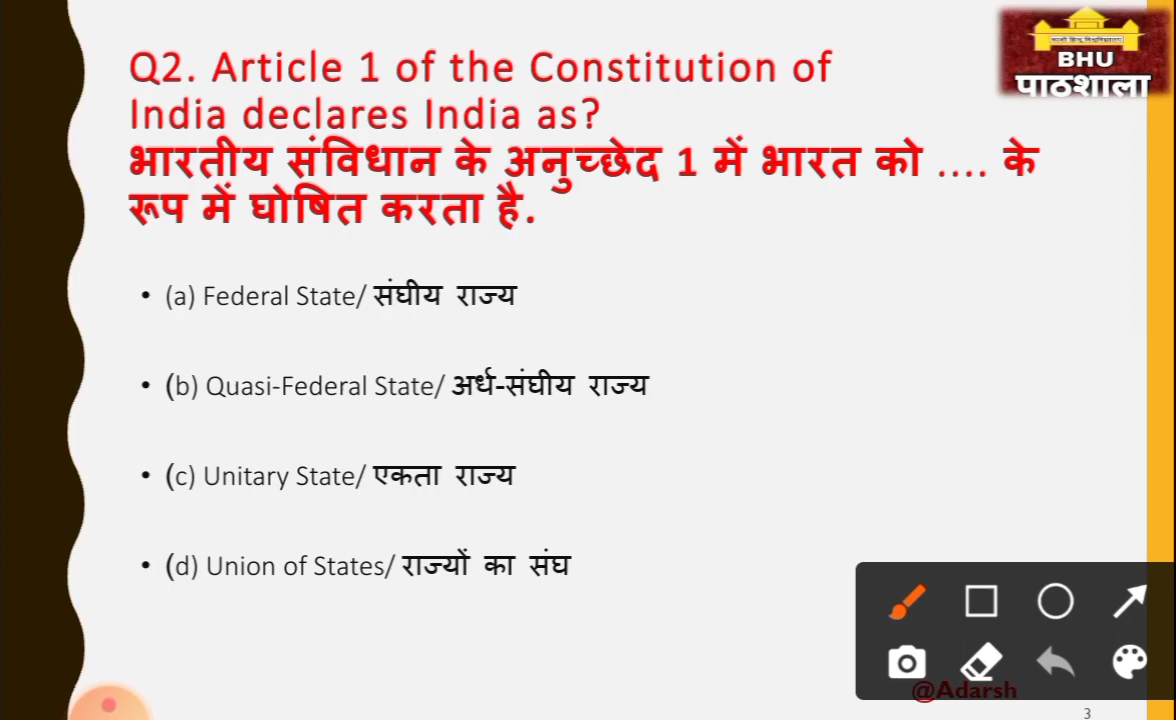 Q2. Article 1 of the Constitution of
India declares India as?
भारतीय संविधान के अनुच्छेद 1 में भारत को .... के
रूप में घोषित करता है.
• (a) Federal State/ संघीय राज्य
• (b) Quasi-Federal State/ अर्ध-संघीय राज्य
• (c) Unitary State/ एकता राज्य
• (d) Union of States/ राज्यों का संघ
BHU
पाठशाला
@Adarsh
3